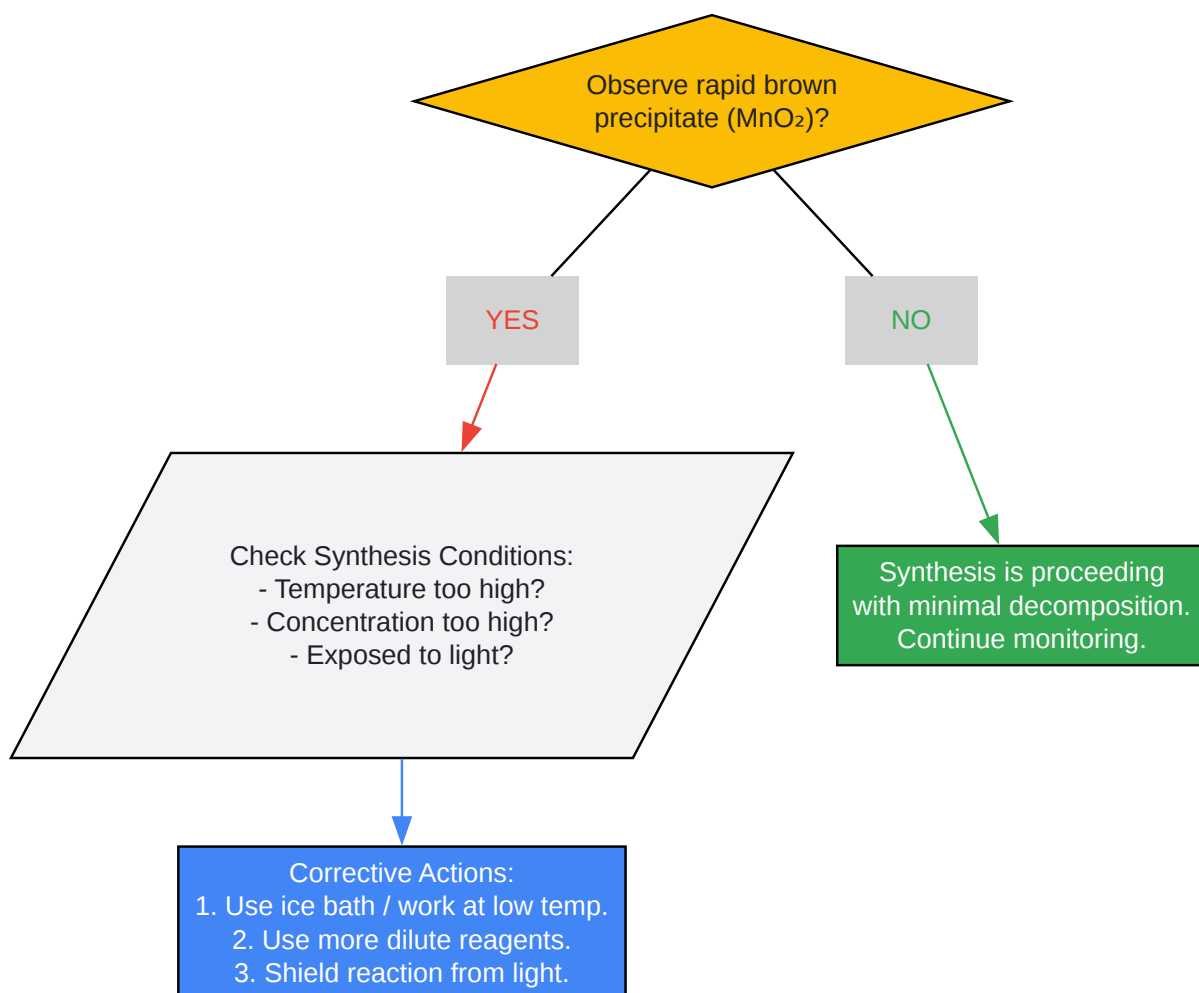 Observe rapid brown
precipitate (MnO₂)?
YES
NO
Check Synthesis Conditions:
- Temperature too high?
- Concentration too high?
- Exposed to light?
Synthesis is proceeding
with minimal decomposition.
Continue monitoring.
Corrective Actions:
1. Use ice bath / work at low temp.
2. Use more dilute reagents.
3. Shield reaction from light.